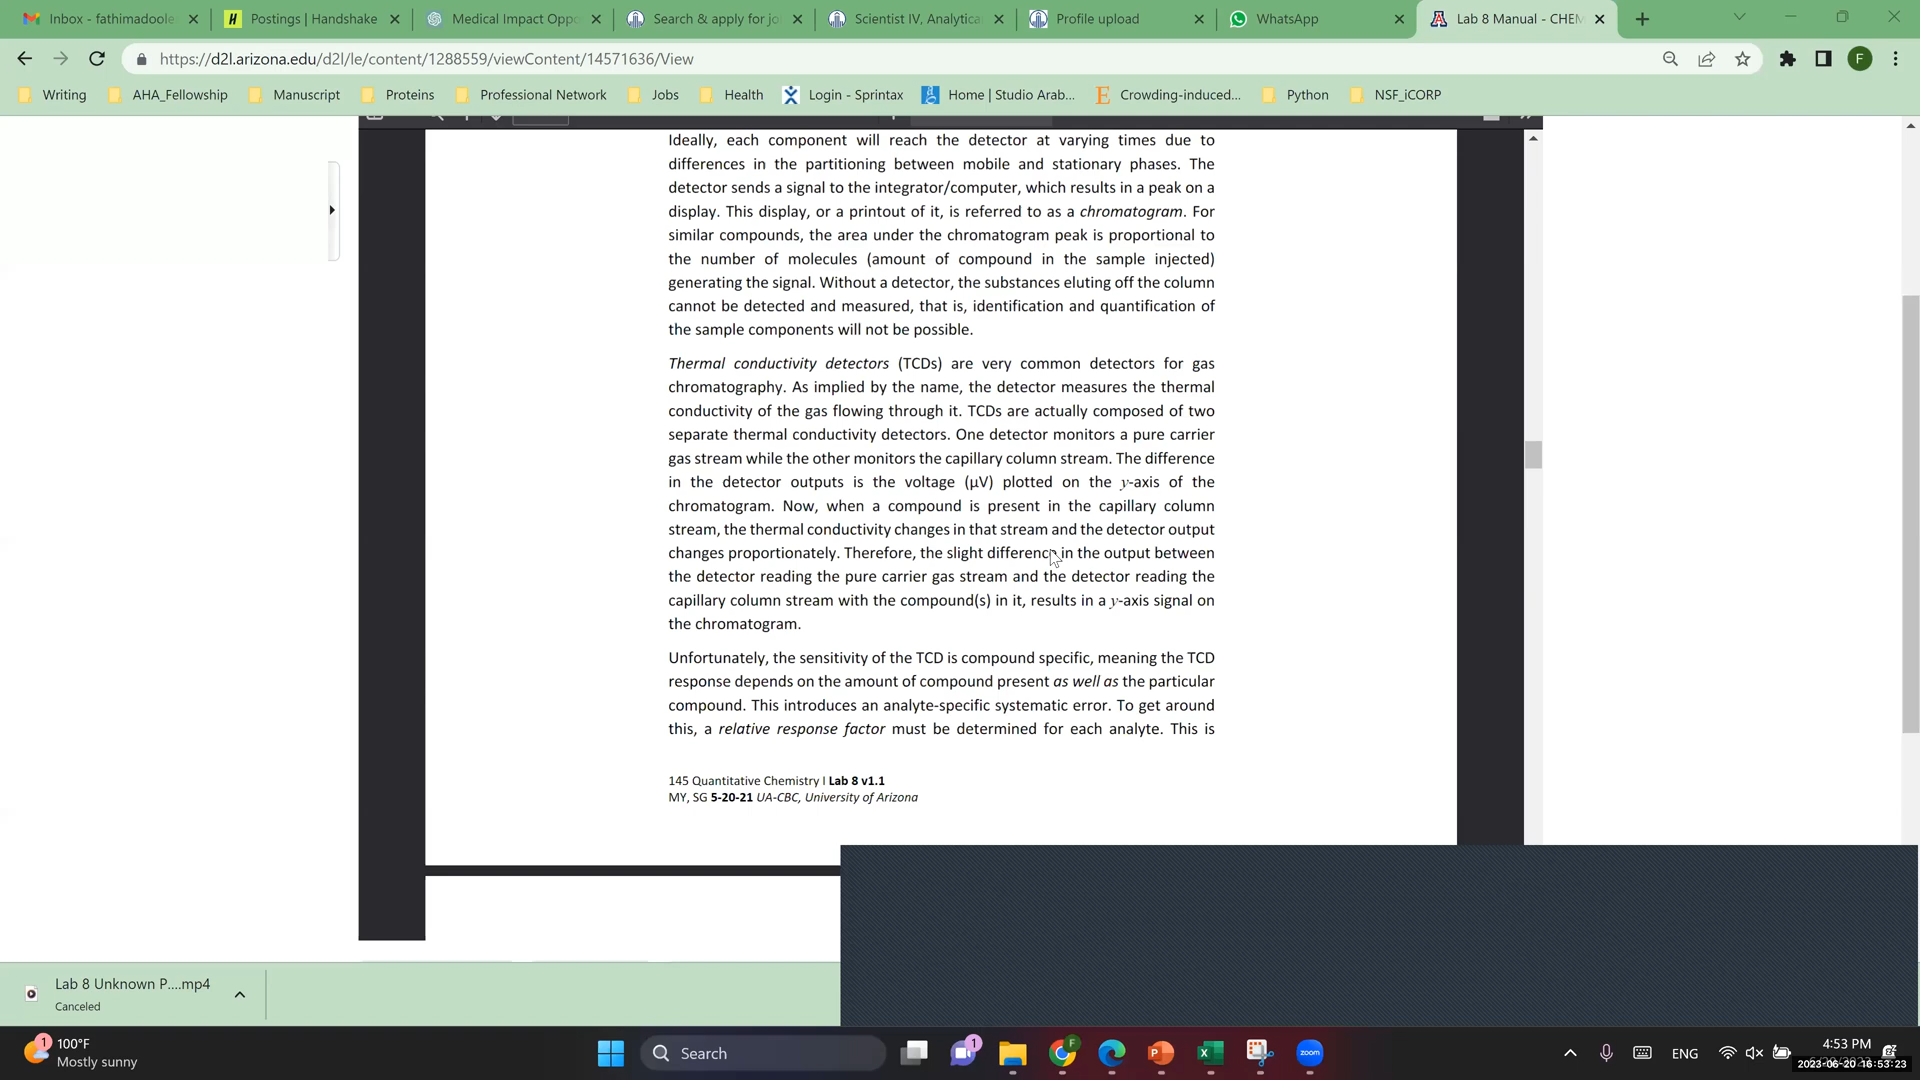 Inbox - fathimadoole
Postings | Handshake
Medical Impact Oppo
Search & apply for jo
Scientist IV, Analytica
Profile upload
WhatsApp
Lab 8 Manual - CHEM
https://d2l.arizona.edu/d2l/le/content/1288559/viewContent/14571636/View
F
Writing
AHA_Fellowship
Manuscript
Proteins
Professional Network
Jobs
Health
Login - Sprintax
Home | Studio Arab...
Crowding-induced...
Python
NSF_iCORP
Ideally, each component will reach the detector at varying times due to
differences in the partitioning between mobile and stationary phases. The
detector sends a signal to the integrator/computer, which results in a peak on a
display. This display, or a printout of it, is referred to as a chromatogram. For
similar compounds, the area under the chromatogram peak is proportional to
the number of molecules (amount of compound in the sample injected)
generating the signal. Without a detector, the substances eluting off the column
cannot be detected and measured, that is, identification and quantification of
the sample components will not be possible.
Thermal conductivity detectors (TCDs) are very common detectors for gas
chromatography. As implied by the name, the detector measures the thermal
conductivity of the gas flowing through it. TCDs are actually composed of two
separate thermal conductivity detectors. One detector monitors a pure carrier
gas stream while the other monitors the capillary column stream. The difference
in the detector outputs is the voltage (µV) plotted on the y-axis of the
chromatogram. Now, when a compound is present in the capillary column
stream, the thermal conductivity changes in that stream and the detector output
changes proportionately. Therefore, the slight difference in the output between
the detector reading the pure carrier gas stream and the detector reading the
capillary column stream with the compound(s) in it, results in a y-axis signal on
the chromatogram.
Unfortunately, the sensitivity of the TCD is compound specific, meaning the TCD
response depends on the amount of compound present as well as the particular
compound. This introduces an analyte-specific systematic error. To get around
this, a relative response factor must be determined for each analyte. This is
145 Quantitative Chemistry I Lab 8 v1.1
MY, SG 5-20-21 UA-CBC, University of Arizona
Lab 8 Unknown P....mp4
Canceled
1
100°F
Mostly sunny
Search
1
F
zoom
ENG
4:53 PM
2023-06-20 16:53:23